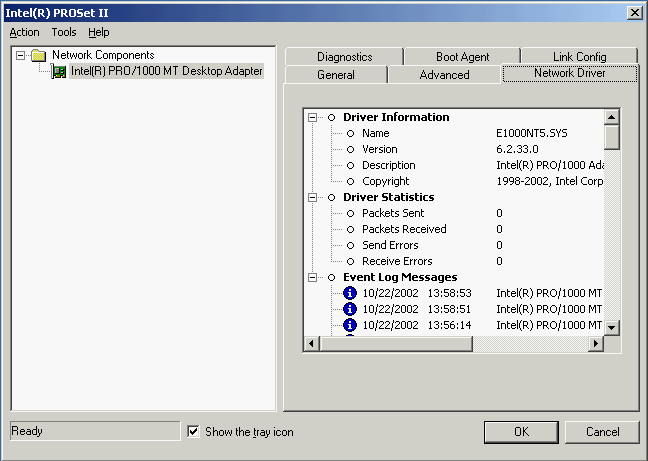 Intel(R) PROSet II
Action Tools Help
Network Components
Intel(R) PRO/1000 MT Desktop Adapter
Diagnostics Boot Agent Link Config
General Advanced Network Driver
Driver Information
Name E1000NT5.SYS
Version 6.2.33.0
Description Intel(R) PRO/1000 Ada
Copyright 1998-2002, Intel Corp
Driver Statistics
Packets Sent 0
Packets Received 0
Send Errors 0
Receive Errors 0
Event Log Messages
10/22/2002 13:58:53 Intel(R) PRO/1000 MT
10/22/2002 13:58:51 Intel(R) PRO/1000 MT
10/22/2002 13:56:14 Intel(R) PRO/1000 MT
Ready
Show the tray icon
OK Cancel